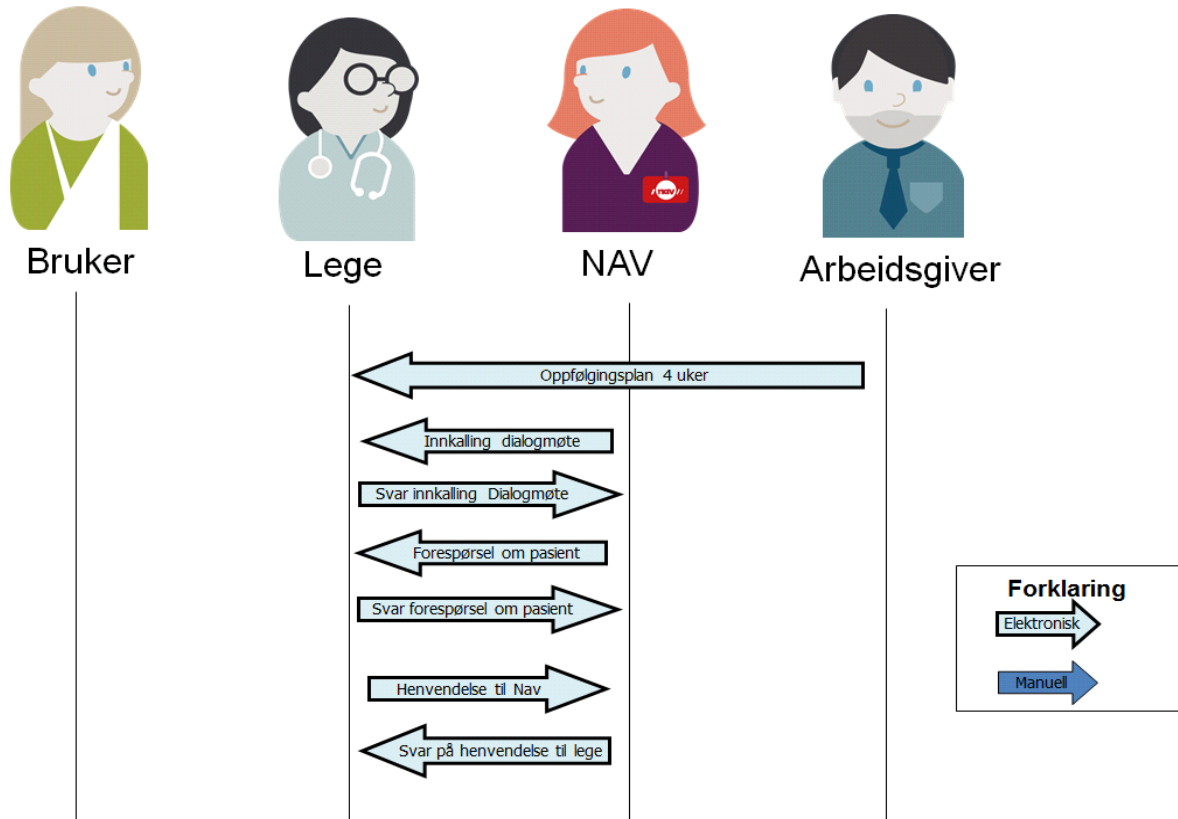 nav
Bruker
Lege
NAV
Arbeidsgiver
Oppfølgingsplan 4 uker
Innkalling dialogmøte
Svar innkalling Dialogmøte
Forespørsel om pasient
Svar forespørsel om pasient
Henvendelse til Nav
Svar på henvendelse til lege
Forklaring
Elektronisk
Manuell